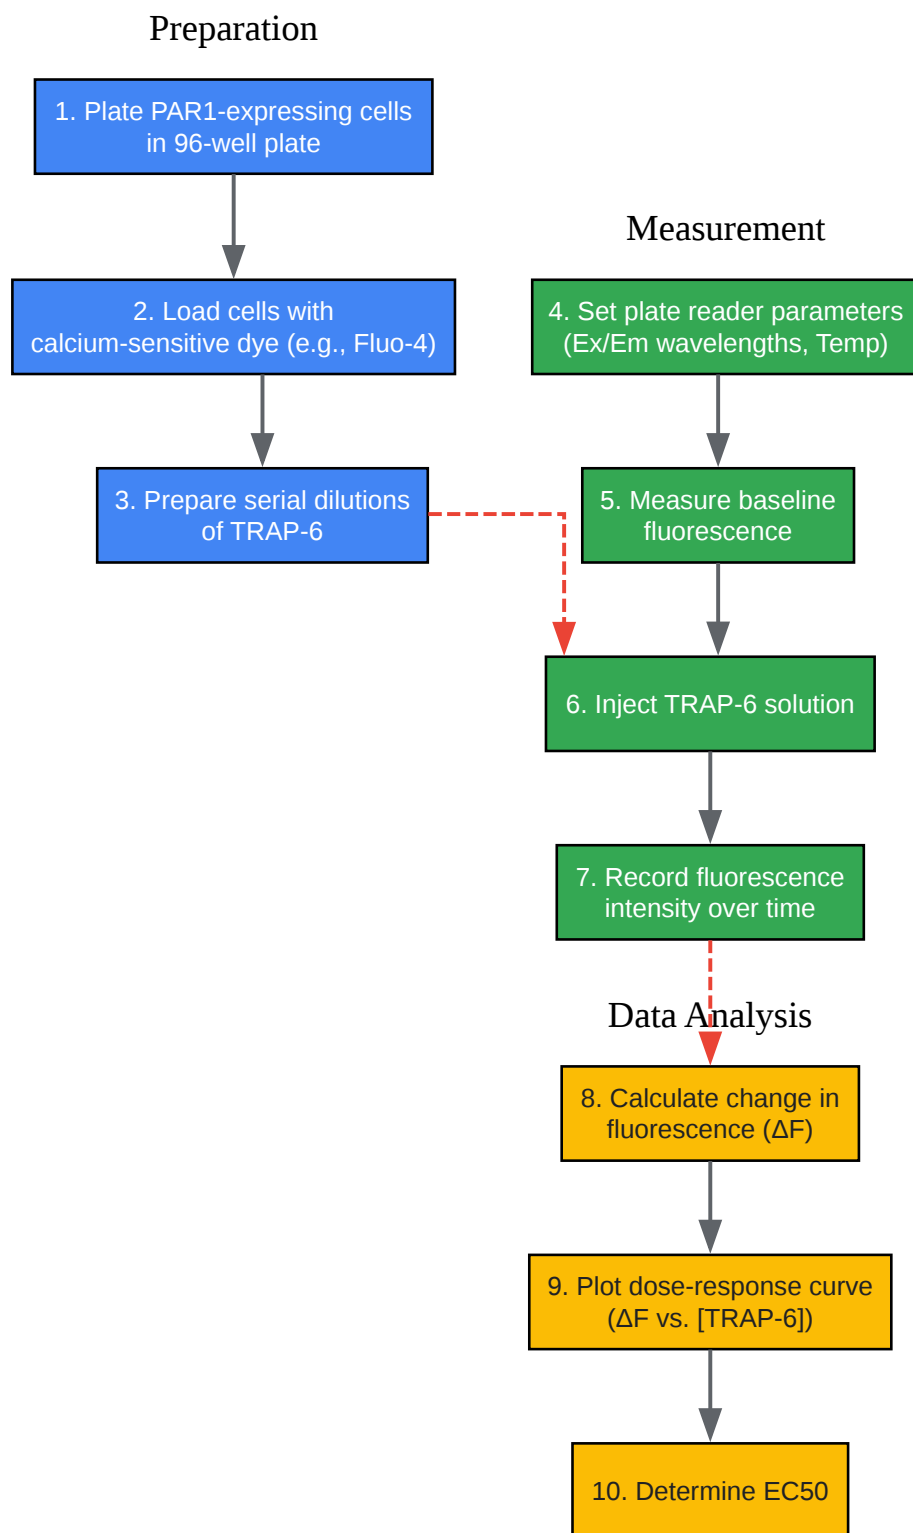 Preparation
1. Plate PAR1-expressing cells
in 96-well plate
2. Load cells with
calcium-sensitive dye (e.g., Fluo-4)
3. Prepare serial dilutions
of TRAP-6
Measurement
4. Set plate reader parameters
(Ex/Em wavelengths, Temp)
5. Measure baseline
fluorescence
6. Inject TRAP-6 solution
7. Record fluorescence
intensity over time
Data Analysis
8. Calculate change in
fluorescence (ΔF)
9. Plot dose-response curve
(ΔF vs. [TRAP-6])
10. Determine EC50